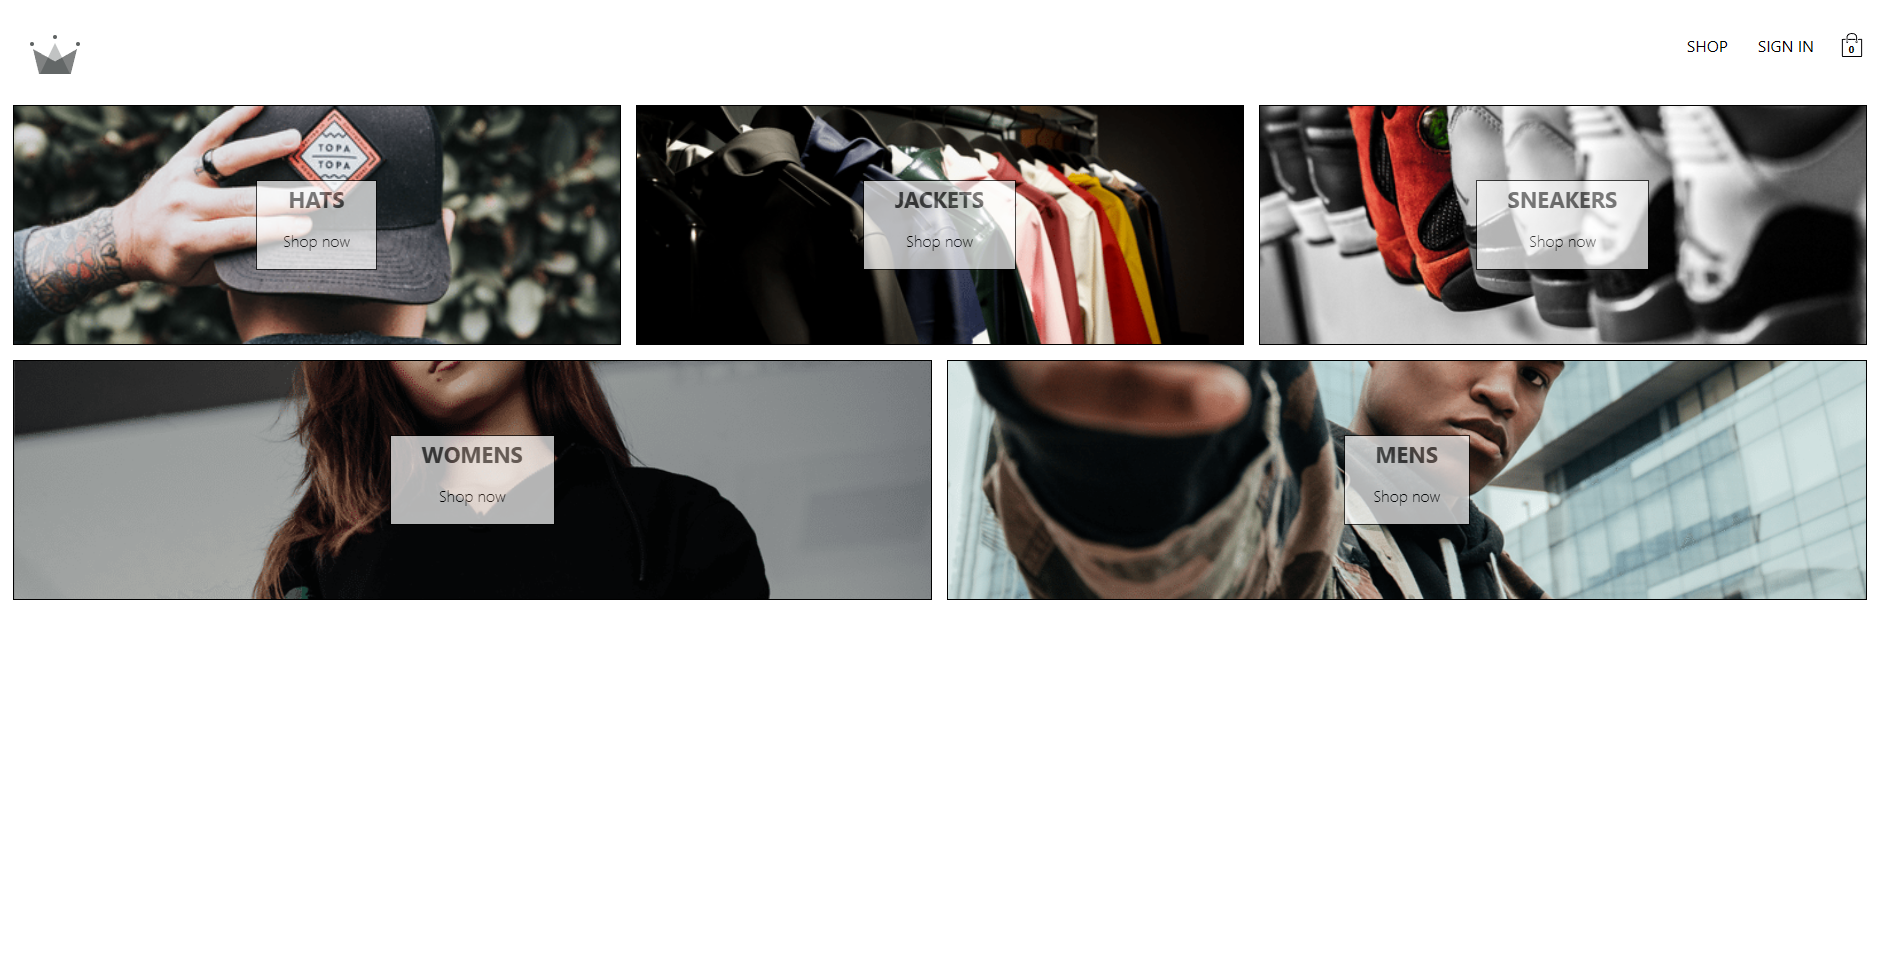 SHOP
SIGN IN
0
TOPA
TOPA
HATS
Shop now
JACKETS
Shop now
SNEAKERS
Shop now
WOMENS
Shop now
MENS
Shop now